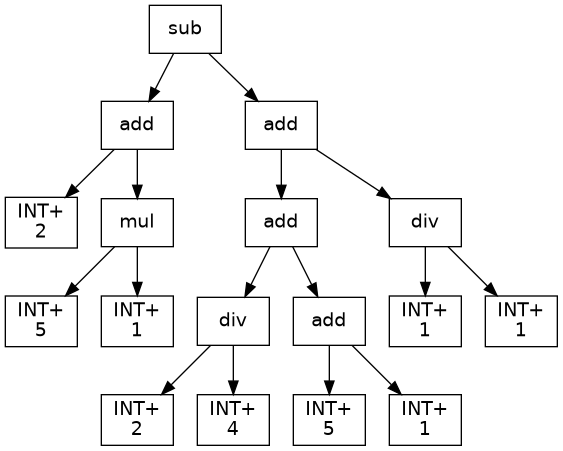 sub
add
add
INT+
2
mul
add
div
INT+
5
INT+
1
div
add
INT+
1
INT+
1
INT+
2
INT+
4
INT+
5
INT+
1